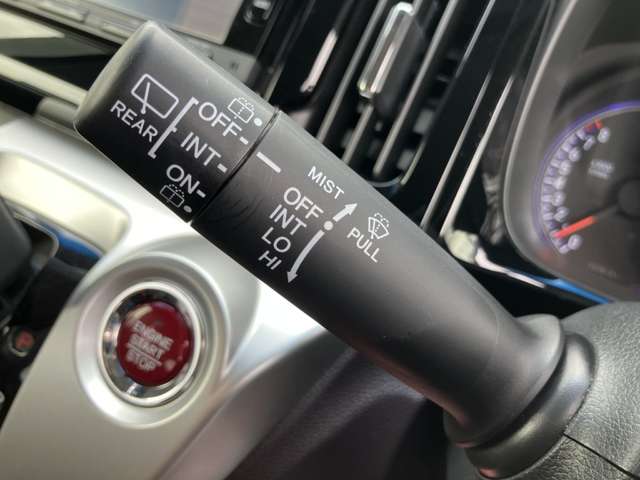 REAR
OFF
INT
ON
MIST
OFF
INT
LO
HI
PULL
ENGINE
START
STOP